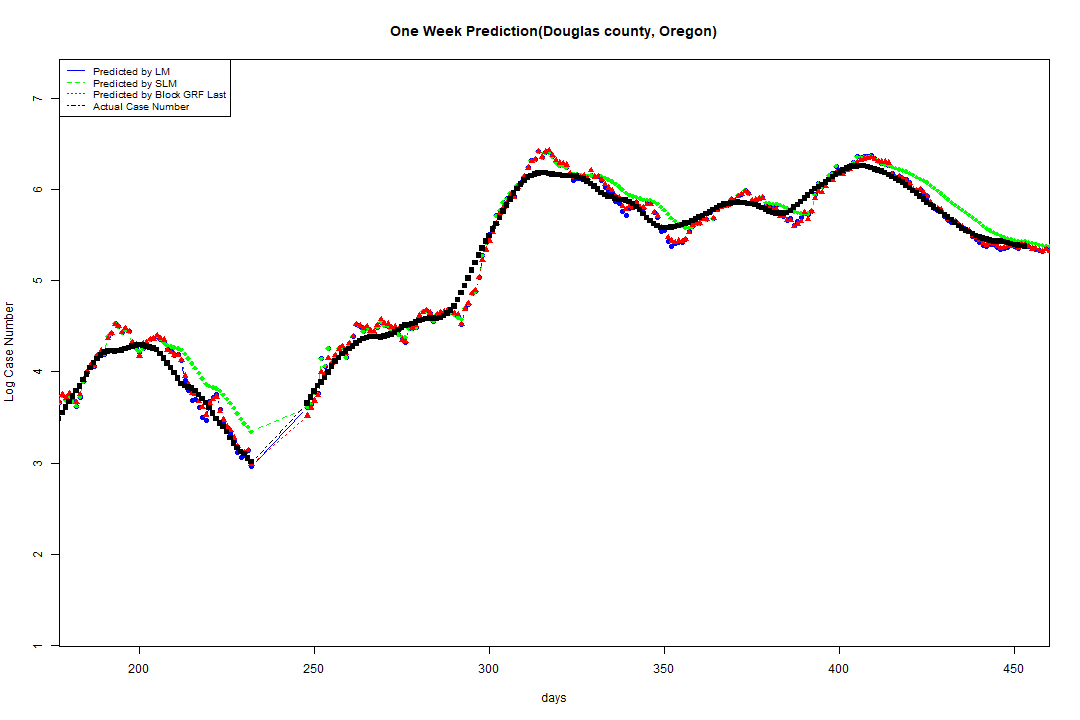 One Week Prediction(Douglas county, Oregon)
Predicted by LM
Predicted by SLM
Predicted by Block GRF Last
Actual Case Number
Log Case Number
7
6
5
4
3
2
1
200 250 300 350 400 450
days